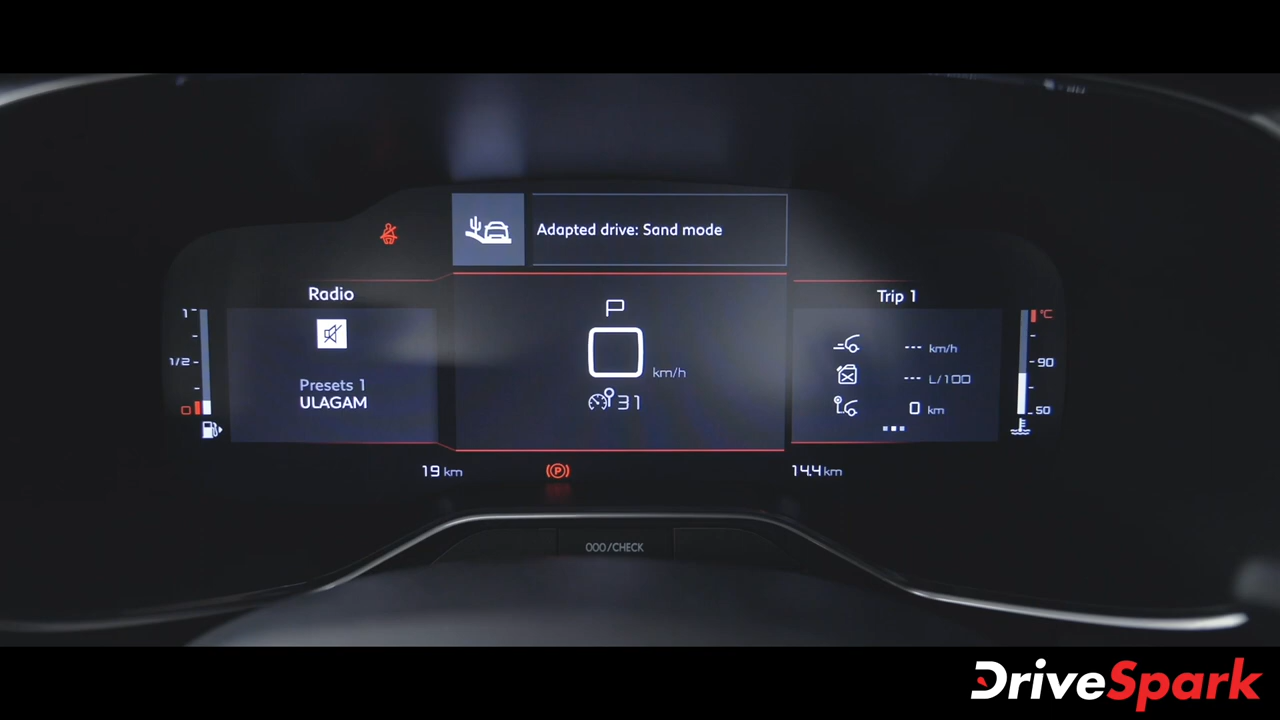 Adapted drive: Sand mode
Radio
Presets 1
ULAGAM
1
1/2
0
P
0
km/h
31
Trip 1
--- km/h
--- L/100
0 km
°C
90
50
19 km
P
14.4 km
000/CHECK
DriveSpark